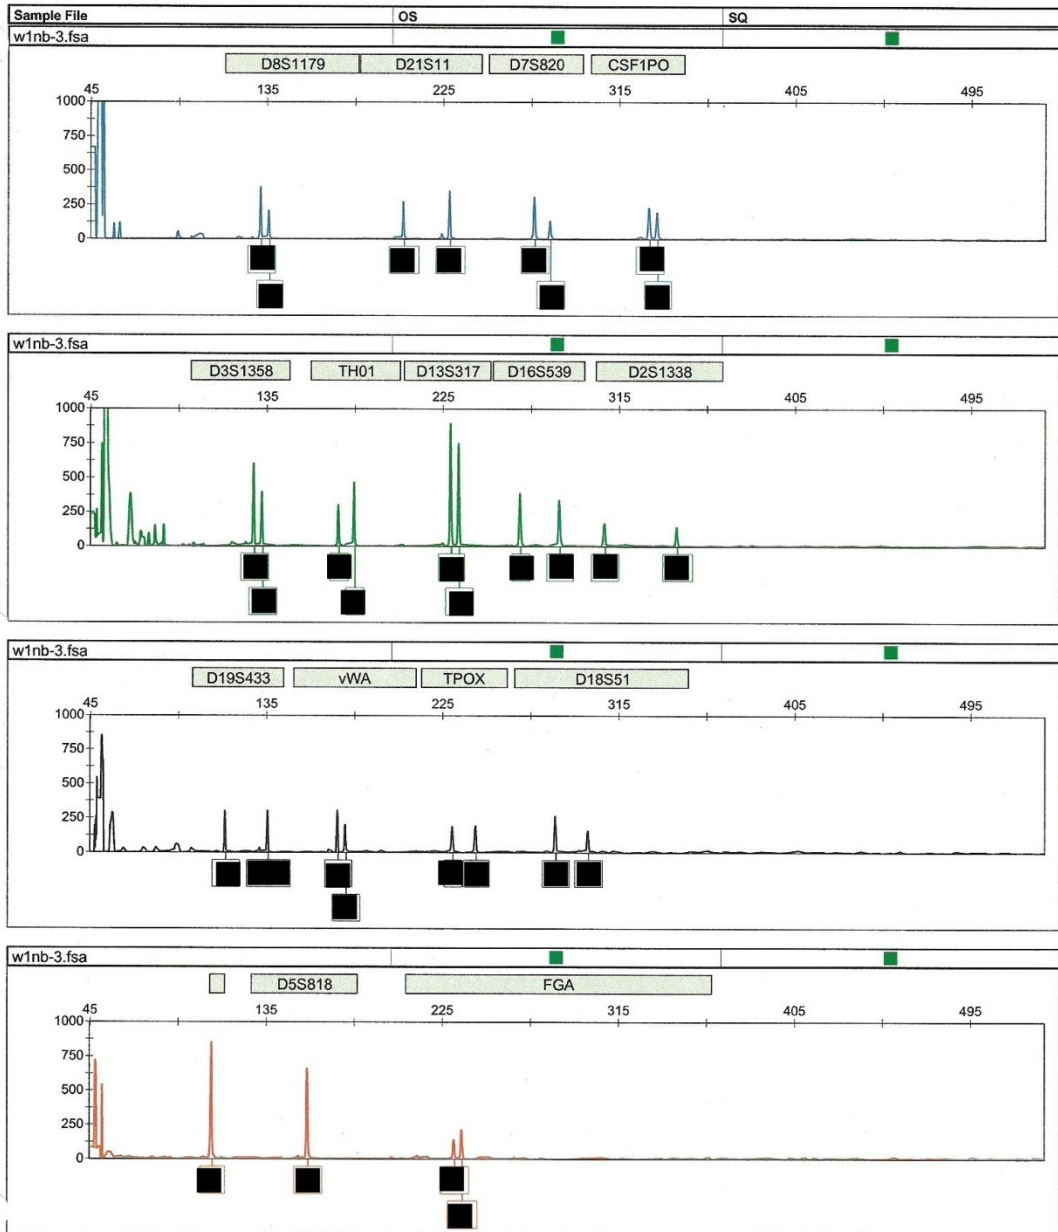 Sample File OS SQ
w1nb-3.fsa
D8S1179 D21S11 D7S820 CSF1PO
45 135 225 315 405 495
1000
750
500
250
0
w1nb-3.fsa
D3S1358 TH01 D13S317 D16S539 D2S1338
45 135 225 315 405 495
1000
750
500
250
0
w1nb-3.fsa
D19S433 vWA TPOX D18S51
45 135 225 315 405 495
1000
750
500
250
0
w1nb-3.fsa
D5S818 FGA
45 135 225 315 405 495
1000
750
500
250
0